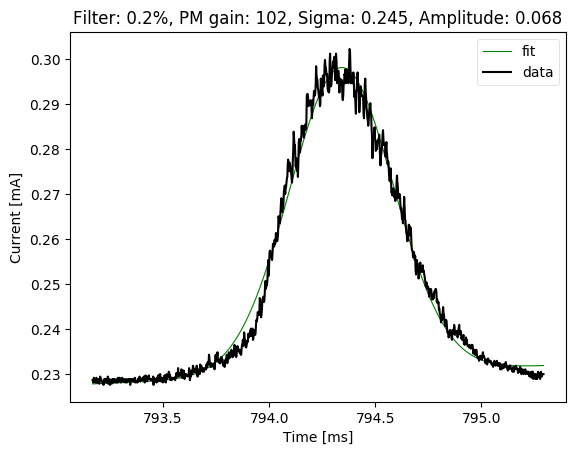 Filter: 0.2%, PM gain: 102, Sigma: 0.245, Amplitude: 0.068
fit
data
0.30
0.29
0.28
0.27
0.26
0.25
0.24
0.23
Current [mA]
793.5 794.0 794.5 795.0
Time [ms]